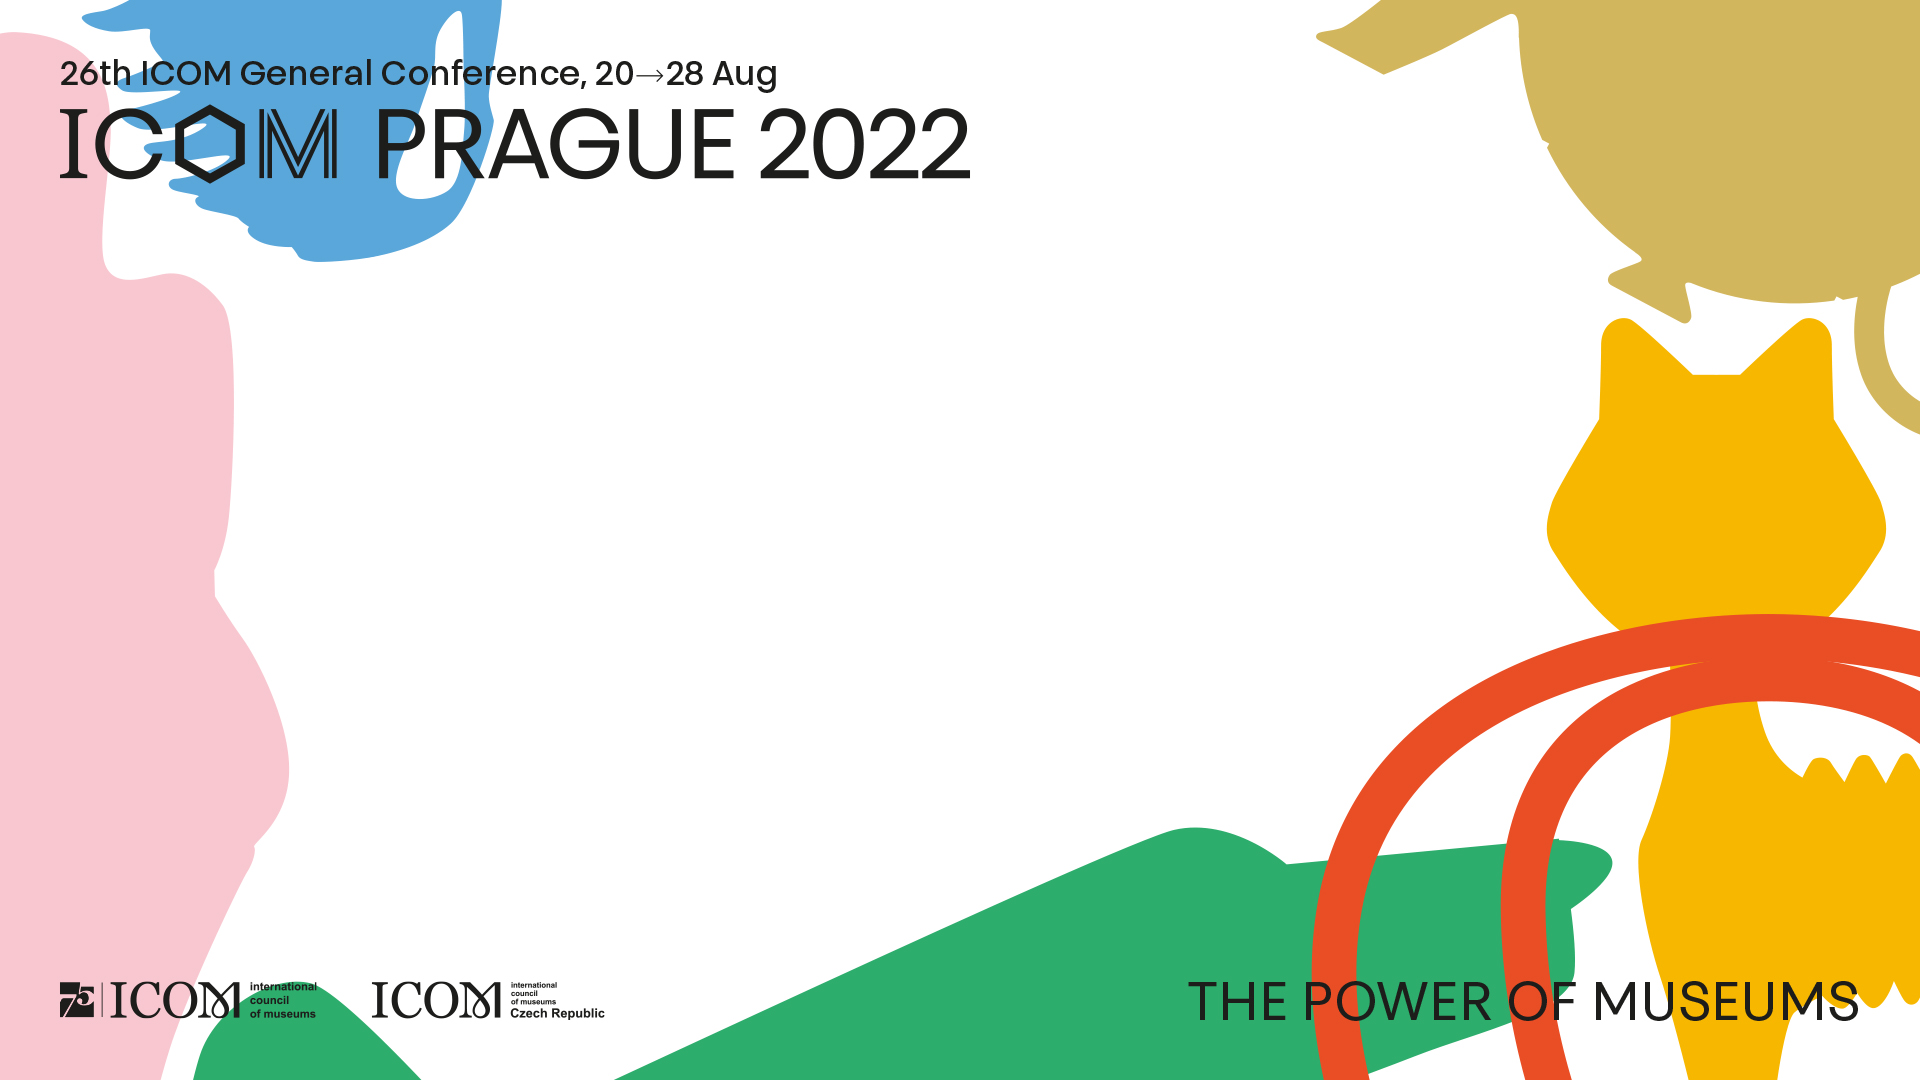 26th ICOM General Conference, 20→28 Aug
ICOM PRAGUE 2022
75 ICOM international
council
of museums
ICOM international
council
of museums
Czech Republic
THE POWER OF MUSEUMS